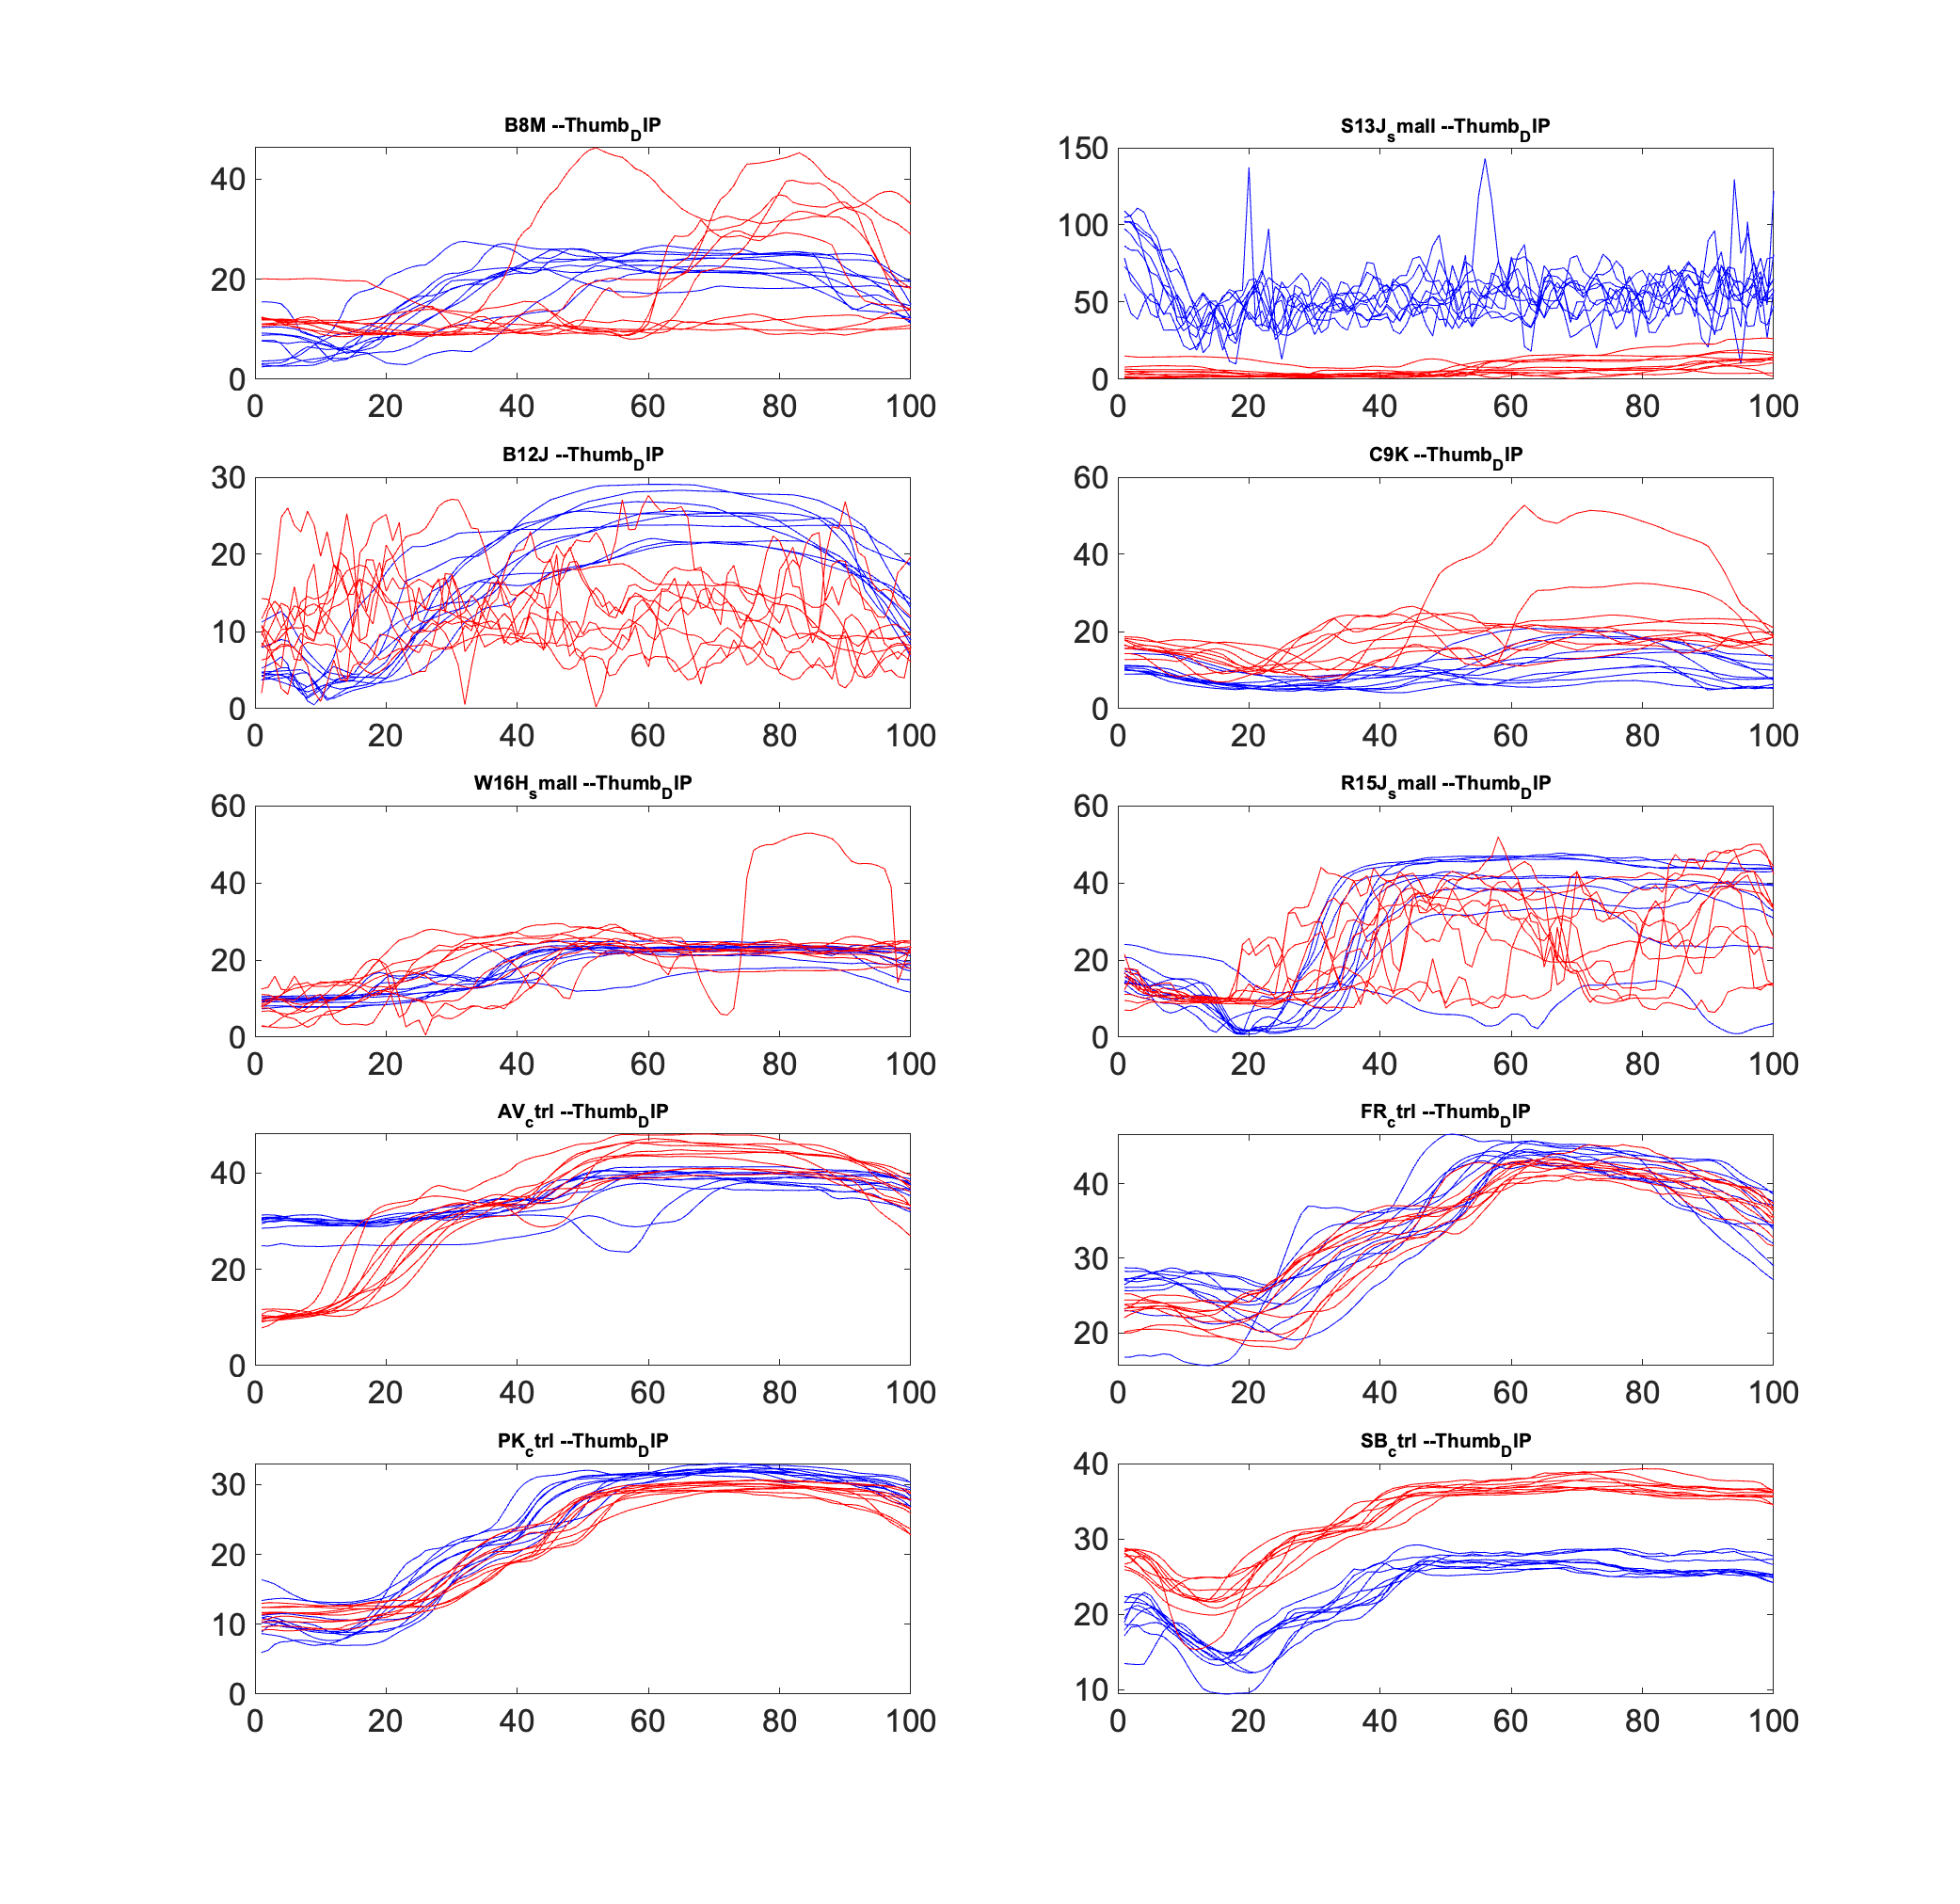 B8M --Thumb_DIP
40
20
0
0 20 40 60 80 100
S13J_small --Thumb_DIP
150
100
50
0
0 20 40 60 80 100
B12J --Thumb_DIP
30
20
10
0
0 20 40 60 80 100
C9K --Thumb_DIP
60
40
20
0
0 20 40 60 80 100
W16H_small --Thumb_DIP
60
40
20
0
0 20 40 60 80 100
R15J_small --Thumb_DIP
60
40
20
0
0 20 40 60 80 100
AV_ctrl --Thumb_DIP
40
20
0
0 20 40 60 80 100
FR_ctrl --Thumb_DIP
40
30
20
0 20 40 60 80 100
PK_ctrl --Thumb_DIP
30
20
10
0
0 20 40 60 80 100
SB_ctrl --Thumb_DIP
40
30
20
10
0 20 40 60 80 100